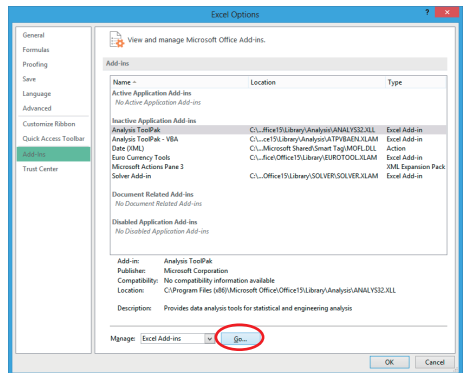 Excel Options
? ×
General
Formulas
Proofing
Save
Language
Advanced
Customize Ribbon
Quick Access Toolbar
Add-Ins
Trust Center
View and manage Microsoft Office Add-ins.
Add-ins
Name Location Type
Active Application Add-ins
No Active Application Add-ins
Inactive Application Add-ins
Analysis ToolPak C:\...ffice15\Library\Analysis\ANALYS32.XLL Excel Add-in
Analysis ToolPak - VBA C:\...ce15\Library\Analysis\ATPVBAEN.XLAM Excel Add-in
Date (XML) C:\...Microsoft Shared\Smart Tag\MOFL.DLL Action
Euro Currency Tools C:\...fice\Office15\Library\EUROTOOL.XLAM Excel Add-in
Microsoft Actions Pane 3 XML Expansion Pack
Solver Add-in C:\...Office15\Library\SOLVER\SOLVER.XLAM Excel Add-in
Document Related Add-ins
No Document Related Add-ins
Disabled Application Add-ins
No Disabled Application Add-ins
Add-in: Analysis ToolPak
Publisher: Microsoft Corporation
Compatibility: No compatibility information available
Location: C:\Program Files (x86)\Microsoft Office\Office15\Library\Analysis\ANALYS32.XLL
Description: Provides data analysis tools for statistical and engineering analysis
Manage: Excel Add-ins Go...
OK Cancel